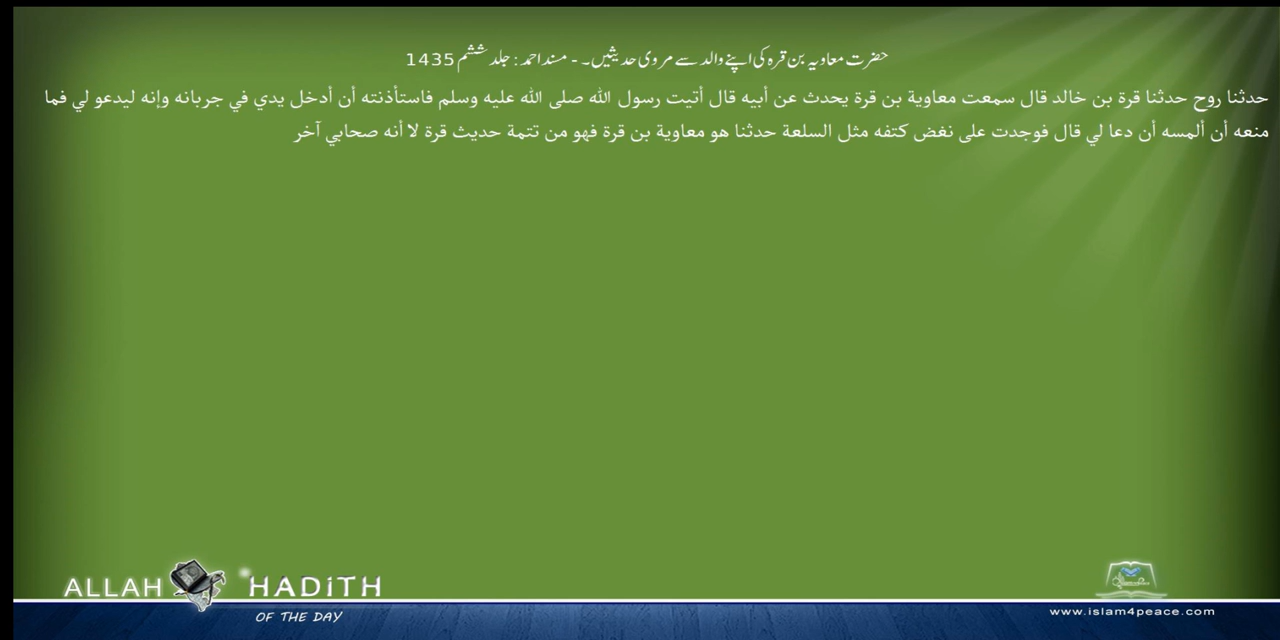 حضرت معاویہ بن قرہ کی اپنے والد سے مروی حدیثیں۔ - مسند احمد: جلد ششم 1435
حدثنا روح حدثنا قرة بن خالد قال سمعت معاوية بن قرة يحدث عن أبيه قال أتيت رسول الله صلى الله عليه وسلم فاستأذنته أن أدخل يدي في جربانه وإنه ليدعو لي فما
منعه أن ألمسه أن دعا لي قال فوجدت على نغض كتفه مثل السلعة حدثنا هو معاوية بن قرة فهو من تتمة حديث قرة لا أنه صحابي آخر
ALLAH HADITH
OF THE DAY
www.islam4peace.com